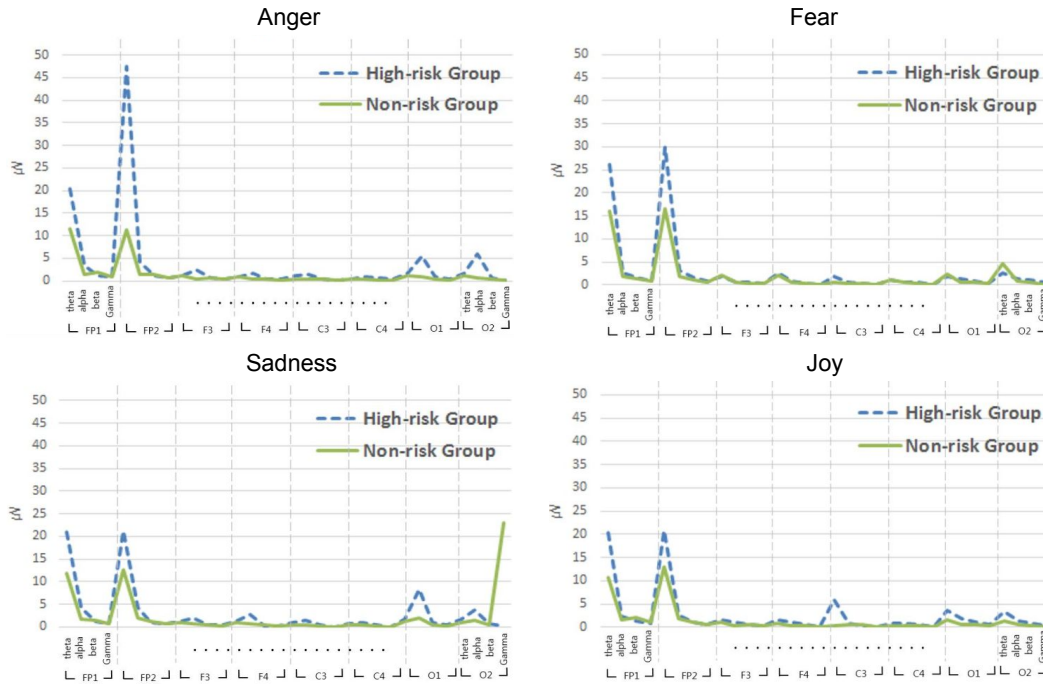 Anger
50
45
40
35
30
25
20
15
10
5
0
μV
High-risk Group
Non-risk Group
theta
alpha
beta
Gamma
theta
alpha
beta
Gamma
FP1 FP2 F3 F4 C3 C4 O1 O2
Fear
50
45
40
35
30
25
20
15
10
5
0
μV
High-risk Group
Non-risk Group
theta
alpha
beta
Gamma
theta
alpha
beta
Gamma
FP1 FP2 F3 F4 C3 C4 O1 O2
Sadness
50
45
40
35
30
25
20
15
10
5
0
μV
High-risk Group
Non-risk Group
theta
alpha
beta
Gamma
theta
alpha
beta
Gamma
FP1 FP2 F3 F4 C3 C4 O1 O2
Joy
50
45
40
35
30
25
20
15
10
5
0
μV
High-risk Group
Non-risk Group
theta
alpha
beta
Gamma
theta
alpha
beta
Gamma
FP1 FP2 F3 F4 C3 C4 O1 O2